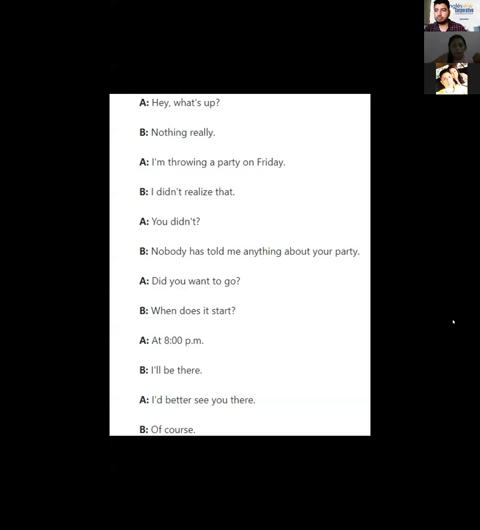 A: Hey, what's up?
B: Nothing really.
A: I'm throwing a party on Friday.
B: I didn't realize that.
A: You didn't?
B: Nobody has told me anything about your party.
A: Did you want to go?
B: When does it start?
A: At 8:00 p.m.
B: I'll be there.
A: I'd better see you there.
B: Of course.